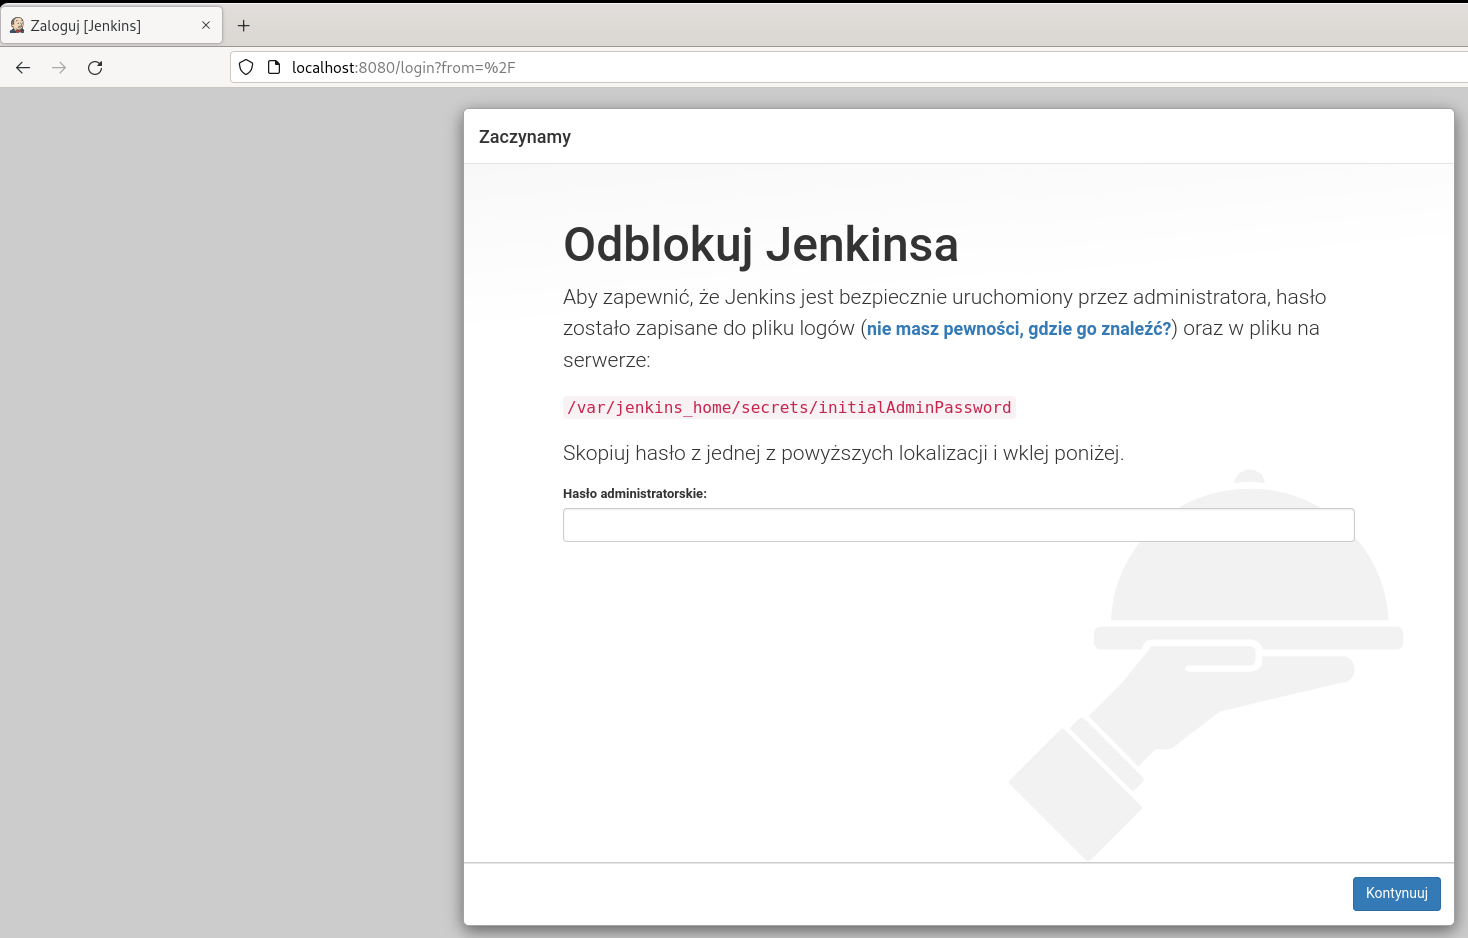 Zaloguj [Jenkins]
localhost:8080/login?from=%2F
Zaczynamy
Odblokuj Jenkinsa
Aby zapewnić, że Jenkins jest bezpiecznie uruchomiony przez administratora, hasło
zostało zapisane do pliku logów (nie masz pewności, gdzie go znaleźć?) oraz w pliku na
serwerze:
/var/jenkins_home/secrets/initialAdminPassword
Skopiuj hasło z jednej z powyższych lokalizacji i wklej poniżej.
Hasło administratorskie:
Kontynuuj